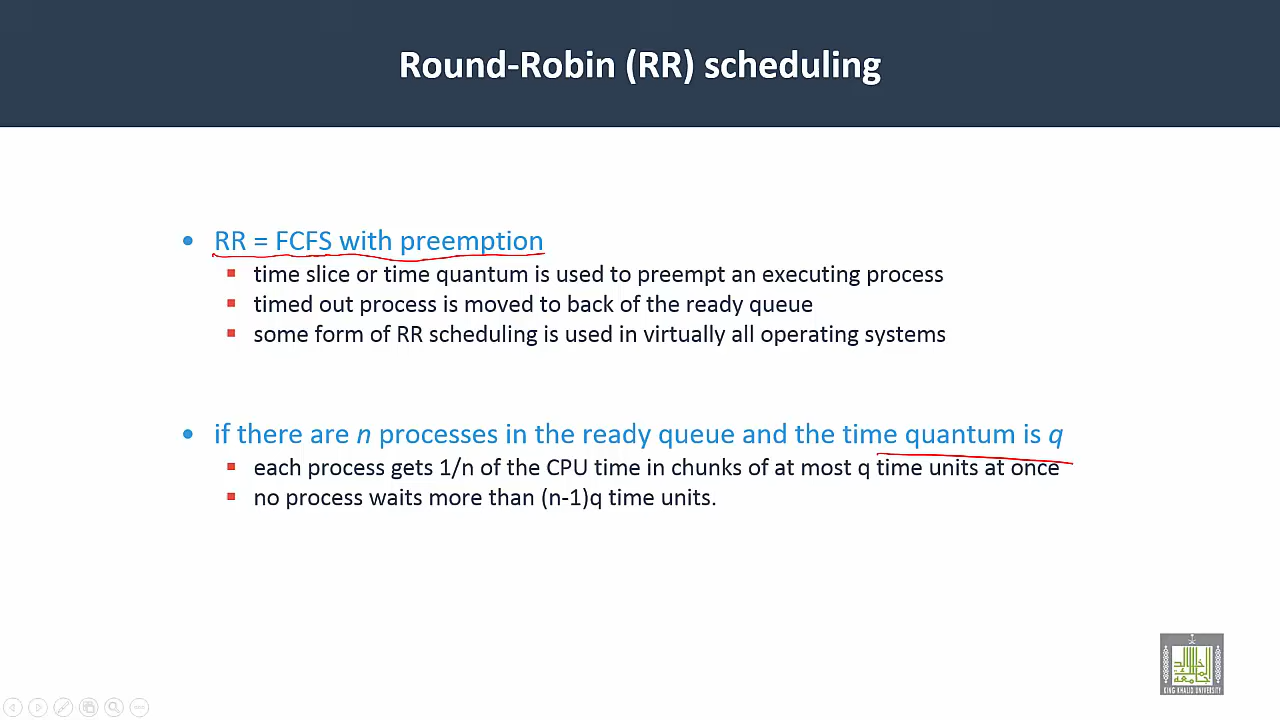 Round-Robin (RR) scheduling
• RR = FCFS with preemption
▪ time slice or time quantum is used to preempt an executing process
▪ timed out process is moved to back of the ready queue
▪ some form of RR scheduling is used in virtually all operating systems
• if there are n processes in the ready queue and the time quantum is q
▪ each process gets 1/n of the CPU time in chunks of at most q time units at once
▪ no process waits more than (n-1)q time units.
KING KHALID UNIVERSITY